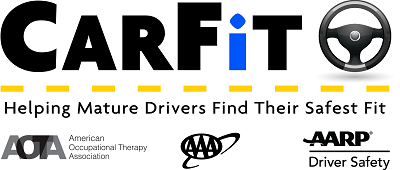 CARFiT
Helping Mature Drivers Find Their Safest Fit
AOTA American
Occupational Therapy
Association
AAA
AARP
Driver Safety